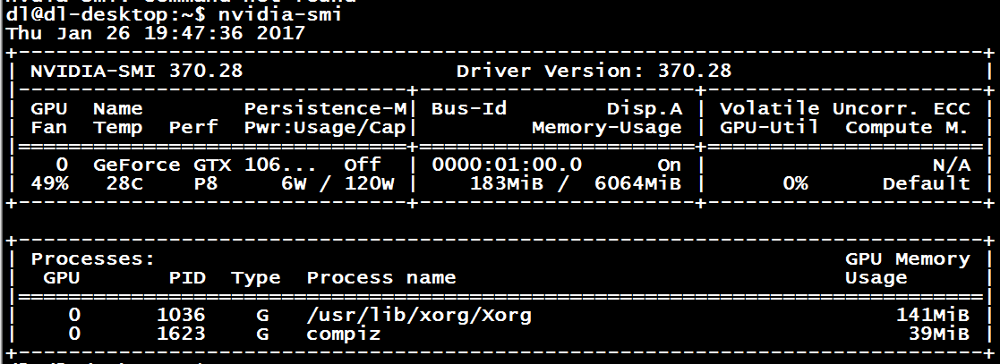 dl@dl-desktop:~$ nvidia-smi
Thu Jan 26 19:47:36 2017
+-----------------------------------------------------------------------------+
| NVIDIA-SMI 370.28                 Driver Version: 370.28                    |
|-------------------------------+----------------------+----------------------+
| GPU  Name        Persistence-M| Bus-Id        Disp.A | Volatile Uncorr. ECC |
| Fan  Temp  Perf  Pwr:Usage/Cap|         Memory-Usage | GPU-Util  Compute M. |
|===============================+======================+======================|
|   0  GeForce GTX 106...  Off  | 0000:01:00.0      On |                  N/A |
| 49%   28C    P8     6W / 120W |    183MiB /  6064MiB |      0%      Default |
+-------------------------------+----------------------+----------------------+

+-----------------------------------------------------------------------------+
| Processes:                                                       GPU Memory |
|  GPU       PID  Type  Process name                               Usage      |
|=============================================================================|
|    0      1036    G   /usr/lib/xorg/Xorg                             141MiB |
|    0      1623    G   compiz                                          39MiB |
+-----------------------------------------------------------------------------+